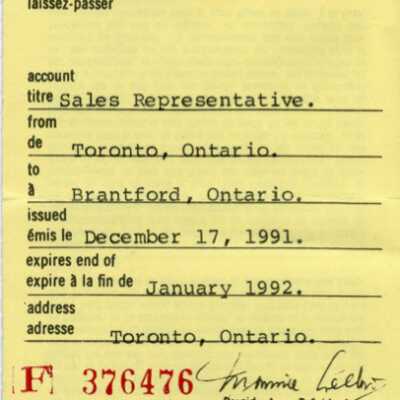 laissez-passer
account
titre Sales Representative.
from
de Toronto, Ontario.
to
à Brantford, Ontario.
issued
émis le December 17, 1991.
expires end of
expire à la fin de January 1992.
address
adresse Toronto, Ontario.
F 376476